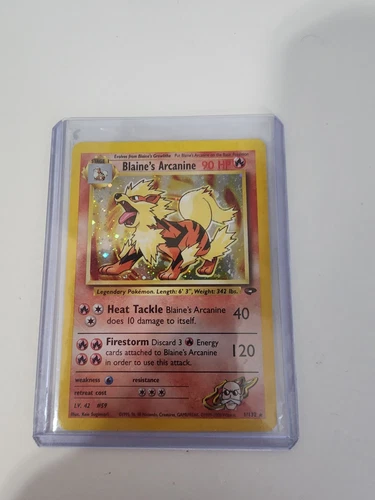 Evolves from Blaine's Growlithe Put Blaine's Arcanine on the Basic Pokémon
Blaine's Arcanine 90 HP
Legendary Pokémon. Length: 6' 3", Weight: 342 lbs.
Heat Tackle Blaine's Arcanine
does 10 damage to itself.
40
Firestorm Discard 3 Energy
cards attached to Blaine's Arcanine
in order to use this attack.
120
weakness resistance
retreat cost
LV. 42 #59
Illus. Ken Sugimori
1/132